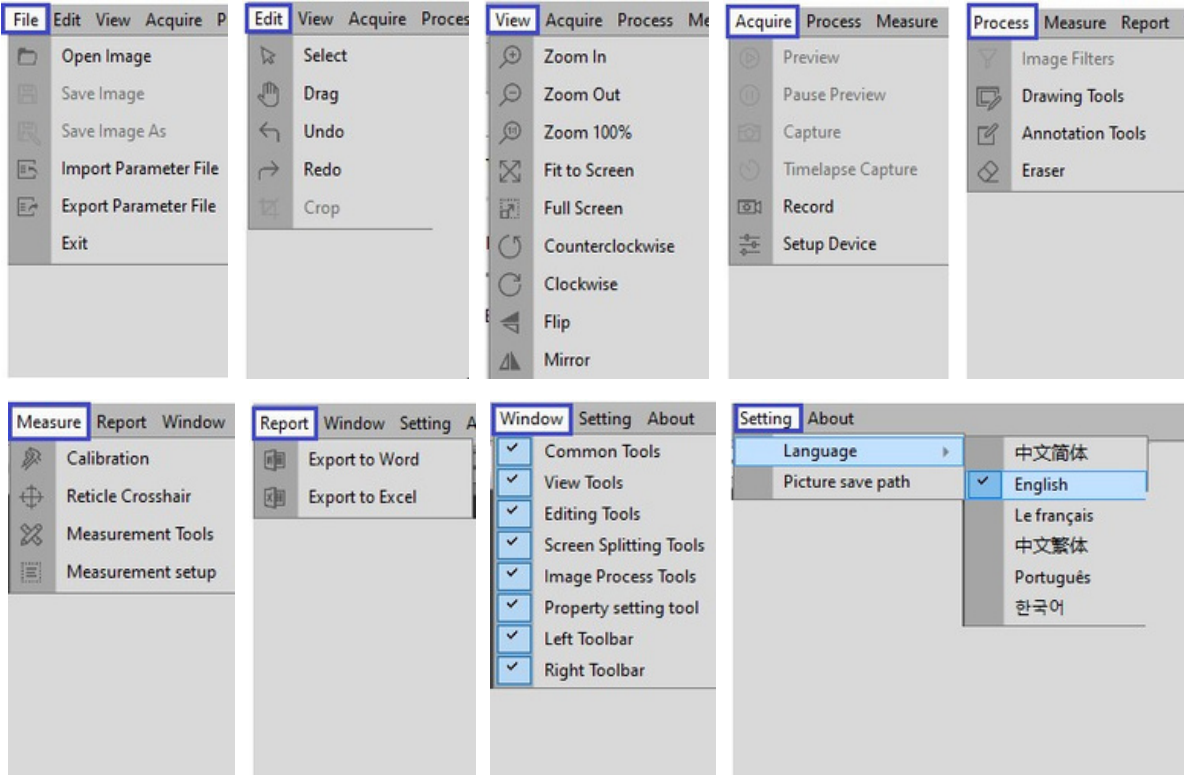 File Edit View Acquire P
Open Image
Save Image
Save Image As
Import Parameter File
Export Parameter File
Exit
Edit View Acquire Proces
Select
Drag
Undo
Redo
Crop
View Acquire Process Me
Zoom In
Zoom Out
Zoom 100%
Fit to Screen
Full Screen
Counterclockwise
Clockwise
Flip
Mirror
Acquire Process Measure
Preview
Pause Preview
Capture
Timelapse Capture
Record
Setup Device
Process Measure Report
Image Filters
Drawing Tools
Annotation Tools
Eraser
Measure Report Window
Calibration
Reticle Crosshair
Measurement Tools
Measurement setup
Report Window Setting A
Export to Word
Export to Excel
Window Setting About
Common Tools
View Tools
Editing Tools
Screen Splitting Tools
Image Process Tools
Property setting tool
Left Toolbar
Right Toolbar
Setting About
Language
Picture save path
中文简体
English
Le français
中文繁体
Português
한국어